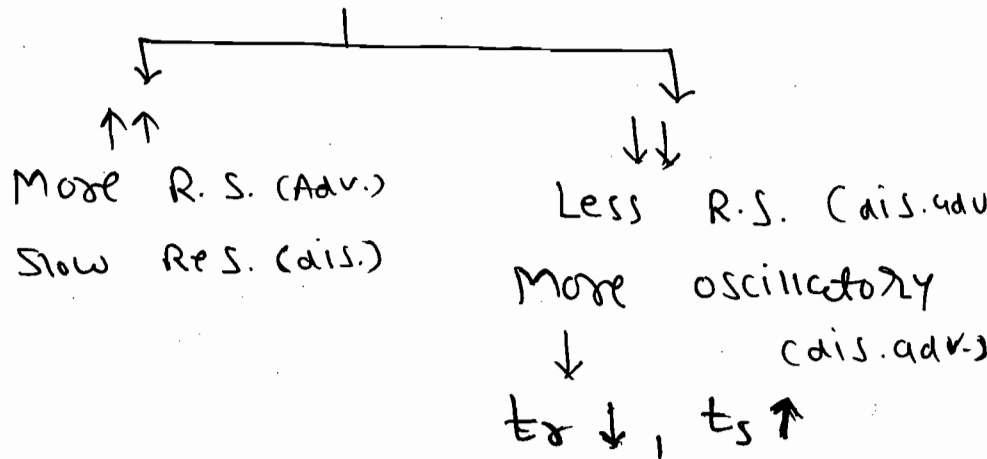 ↑↑
More R.S. (Adv.)
Slow Res. (dis.)
↓↓
Less R.S. (dis.adv
More oscillatory
(dis.adv.)
↓
tr ↓, ts ↑